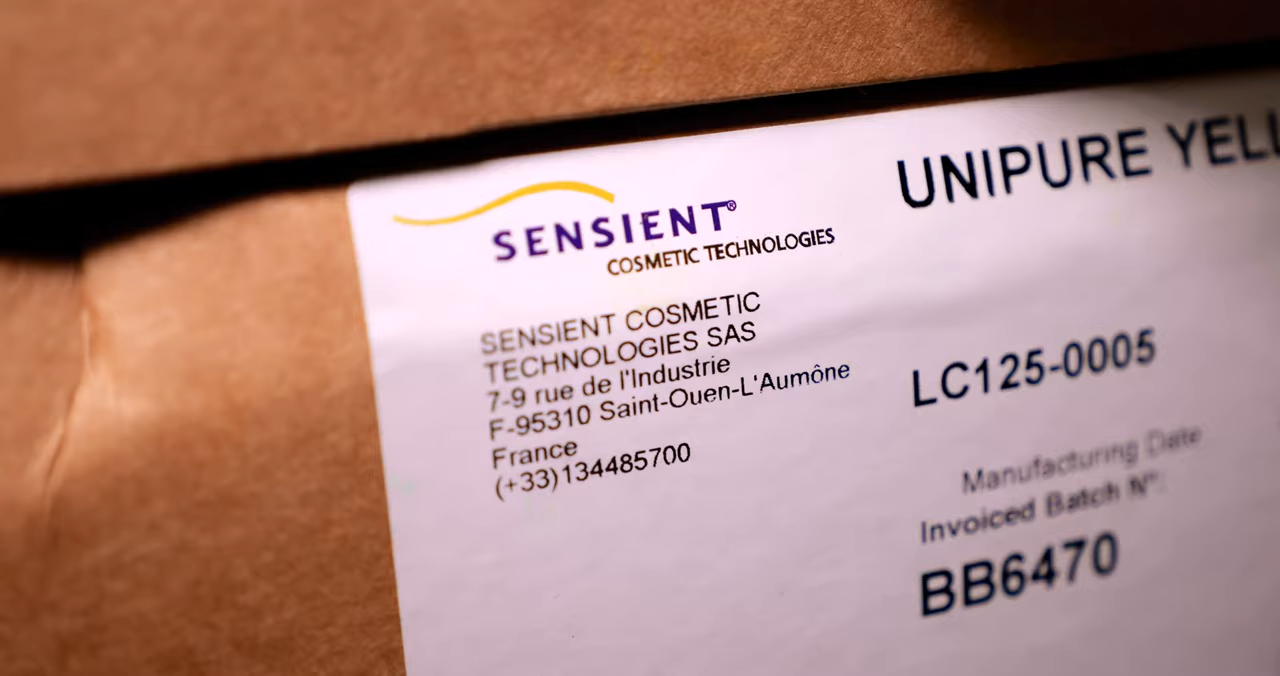 SENSIENT®
COSMETIC TECHNOLOGIES
SENSIENT COSMETIC
TECHNOLOGIES SAS
7-9 rue de l'Industrie
F-95310 Saint-Ouen-L'Aumône
France
(+33)134485700
UNIPURE YELL
LC125-0005
Manufacturing Date
Invoiced Batch N°:
BB6470